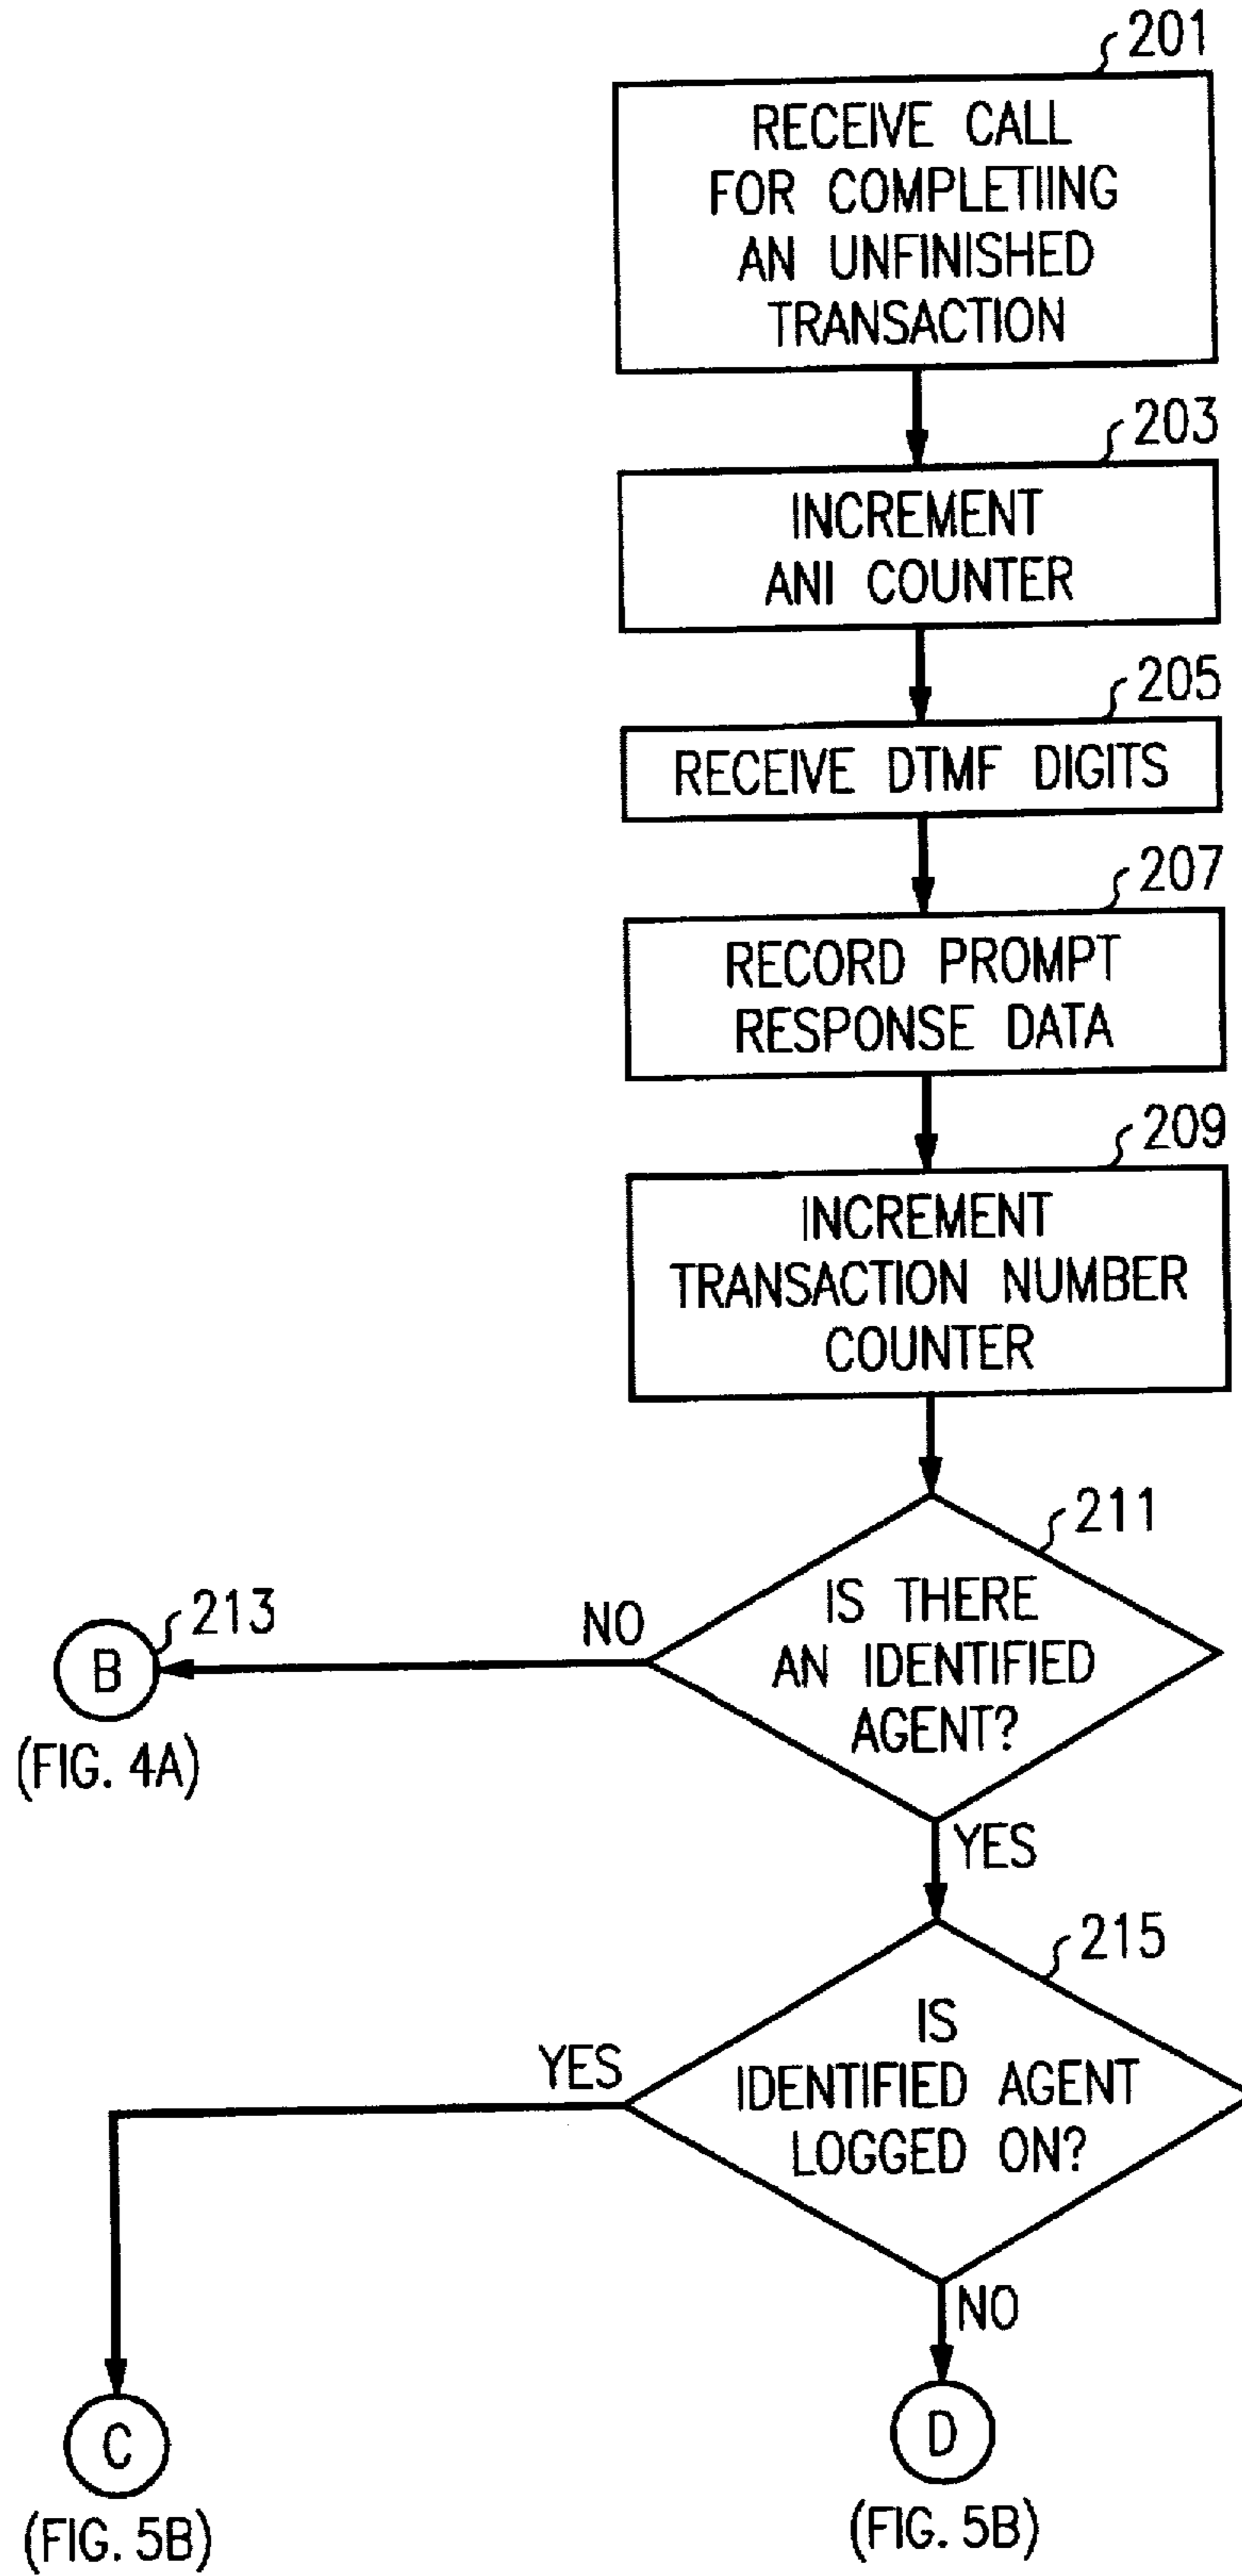 201
RECEIVE CALL
FOR COMPLETIING
AN UNFINISHED
TRANSACTION
203
INCREMENT
ANI COUNTER
205
RECEIVE DTMF DIGITS
207
RECORD PROMPT
RESPONSE DATA
209
INCREMENT
TRANSACTION NUMBER
COUNTER
211
IS THERE
AN IDENTIFIED
AGENT?
NO
213
B
(FIG. 4A)
YES
215
IS
IDENTIFIED AGENT
LOGGED ON?
YES
NO
C
(FIG. 5B)
D
(FIG. 5B)